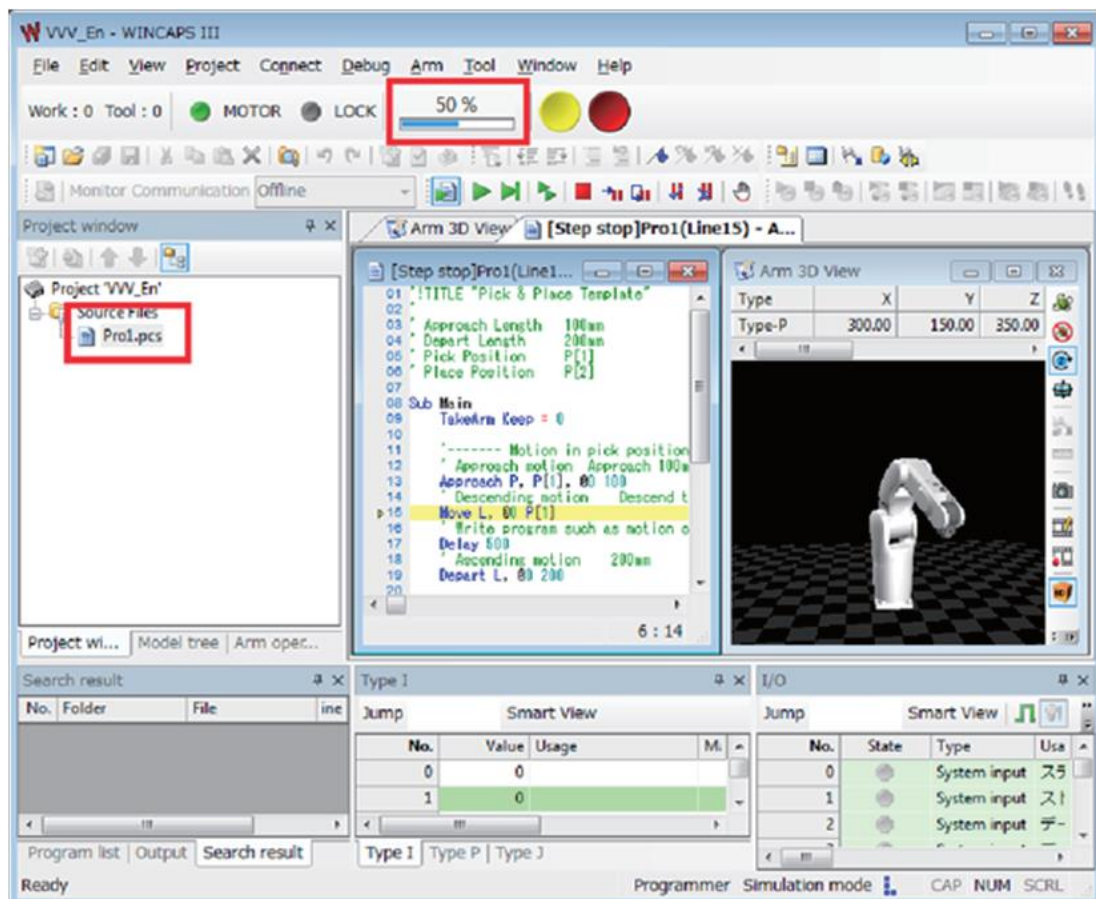 VVV_En - WINCAPS III
File Edit View Project Connect Debug Arm Tool Window Help
Work : 0 Tool : 0 MOTOR LOCK 50 %
Monitor Communication Offline
Project window
Arm 3D View [Step stop]Pro1(Line15) - A...
Project 'VVV_En'
Source Files
Pro1.pcs
[Step stop]Pro1(Line1...
01 '!TITLE "Pick & Place Template"
02
03 ' Approach Length 100mm
04 ' Depart Length 200mm
05 ' Pick Position P[1]
06 ' Place Position P[2]
07
08 Sub Main
09 TakeArm Keep = 0
10
11 '------- Motion in pick position
12 ' Approach motion Approach 100m
13 Approach P, P[1], @0 100
14 ' Descending motion Descend t
15 Move L, @0 P[1]
16 ' Write program such as motion o
17 Delay 500
18 ' Ascending motion 200mm
19 Depart L, @0 200
20
6 : 14
Arm 3D View
Type X Y Z
Type-P 300.00 150.00 350.00
Project wi... Model tree Arm oper...
Search result
No. Folder File ine
Program list Output Search result
Type I
Jump Smart View
No. Value Usage
0 0
1 0
Type I Type P Type J
I/O
Jump Smart View
No. State Type Usa
0 System input スラ
1 System input スト
2 System input デー
Ready Programmer Simulation mode CAP NUM SCRL